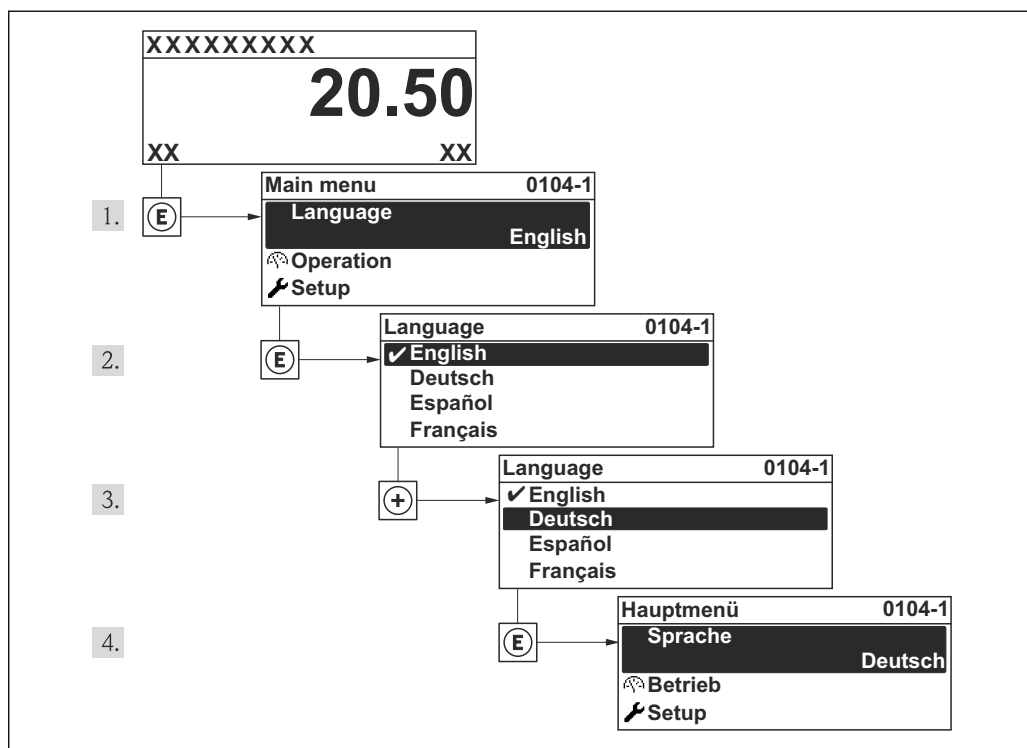 XXXXXXXXX
20.50
XX XX
1. E
Main menu 0104-1
Language
English
Operation
Setup
2. E
Language 0104-1
✔English
Deutsch
Español
Français
3. +
Language 0104-1
✔English
Deutsch
Español
Français
4. E
Hauptmenü 0104-1
Sprache
Deutsch
Betrieb
Setup